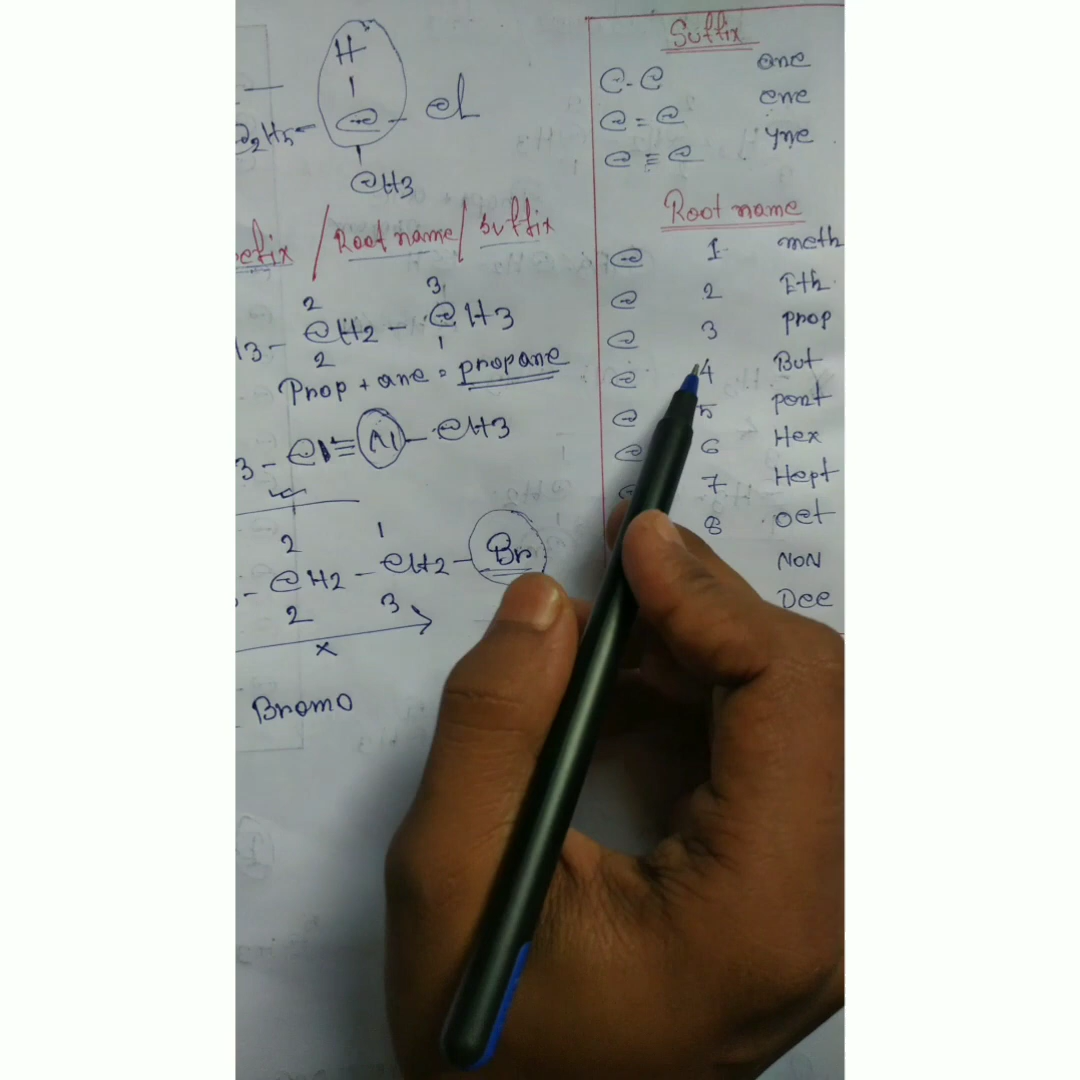 H
C - Cl
C2H5-
CH3
efix / Root name / Suffix
2 3
H3 - CH2 - CH3
2 1
Prop + ane = propane
3 - C ≡ N - CH3
2 1
- CH2 - CH2 - Br
2 3
x
Bromo
Suffix
C - C ane
C = C ene
C ≡ C yne
Root name
C 1 meth
C 2 Eth
C 3 prop
C 4 But
C 5 pent
C 6 Hex
C 7 Hept
8 Oct
NON
Dec